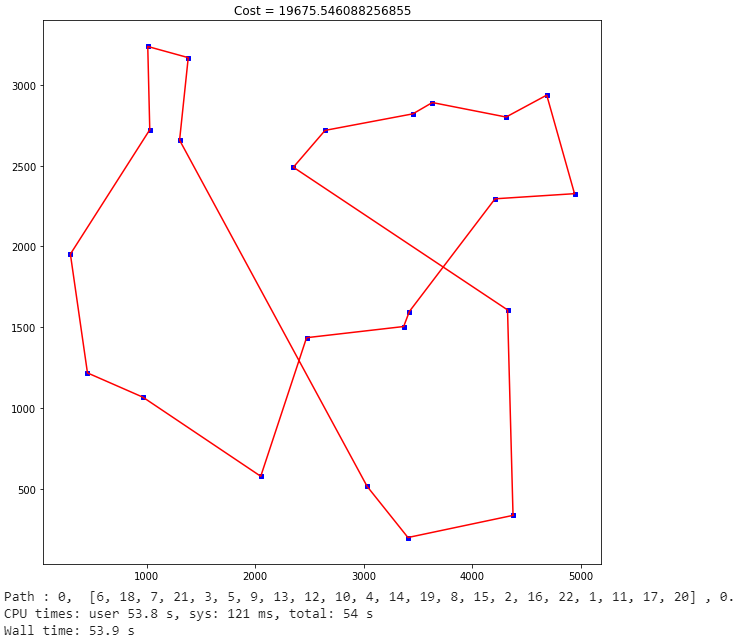 Cost = 19675.546088256855
3000
2500
2000
1500
1000
500
1000 2000 3000 4000 5000
Path : 0, [6, 18, 7, 21, 3, 5, 9, 13, 12, 10, 4, 14, 19, 8, 15, 2, 16, 22, 1, 11, 17, 20] , 0.
CPU times: user 53.8 s, sys: 121 ms, total: 54 s
Wall time: 53.9 s